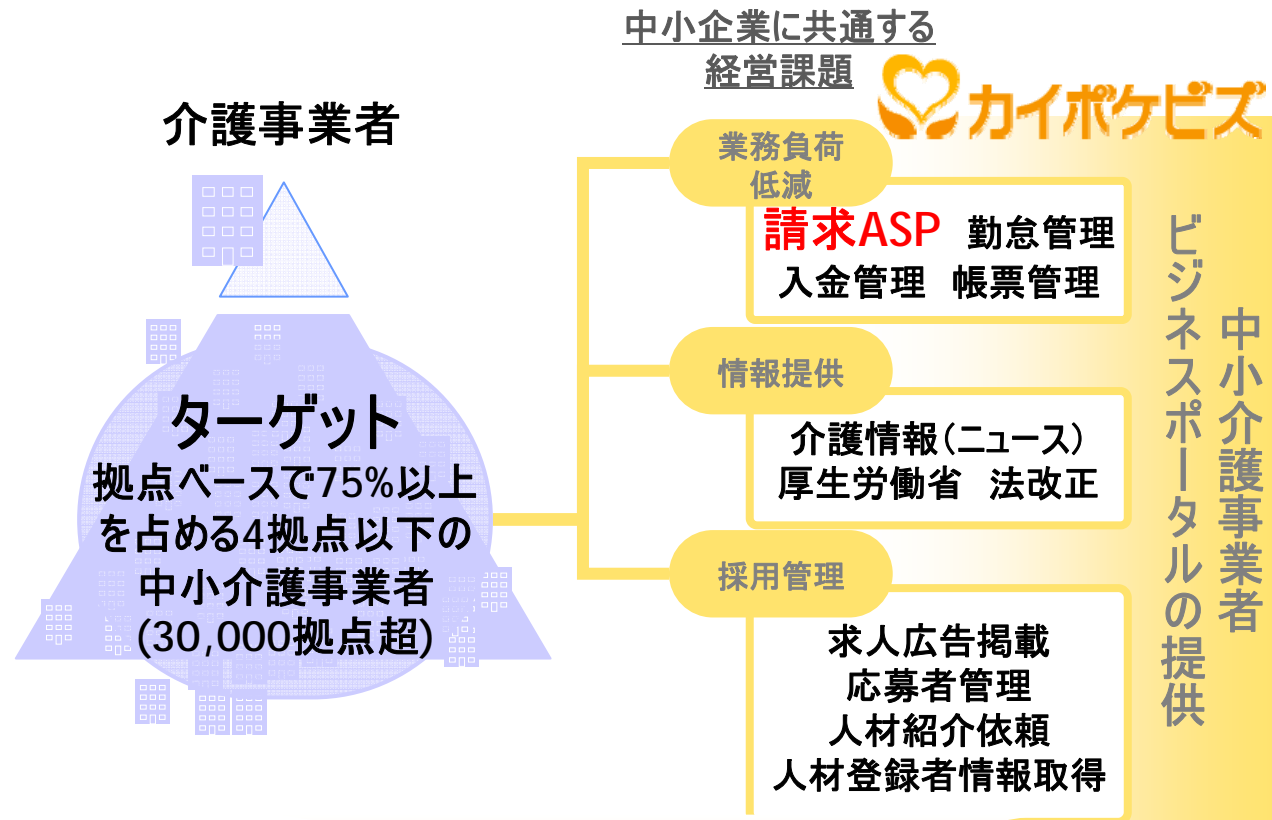 中小企業に共通する
経営課題
カイポケビズ
介護事業者
ターゲット
拠点ベースで75%以上
を占める4拠点以下の
中小介護事業者
(30,000拠点超)
業務負荷
低減
請求ASP 勤怠管理
入金管理 帳票管理
情報提供
介護情報(ニュース)
厚生労働省 法改正
採用管理
求人広告掲載
応募者管理
人材紹介依頼
人材登録者情報取得
中小介護事業者
ビジネスポータルの提供